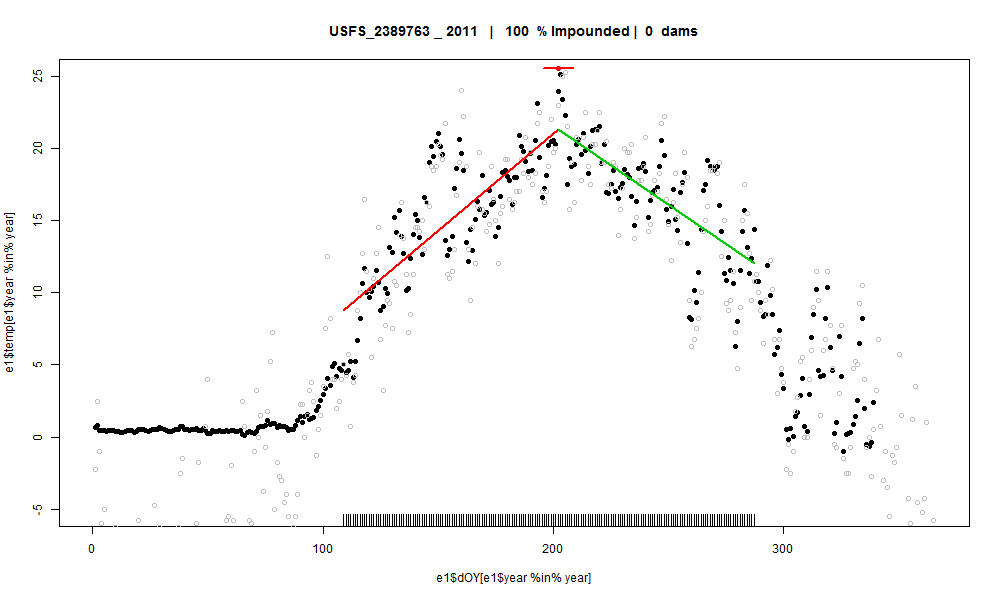 USFS_2389763 _ 2011 | 100 % Impounded | 0 dams
e1$temp[e1$year %in% year]
25
20
15
10
5
0
-5
0 100 200 300
e1$dOY[e1$year %in% year]